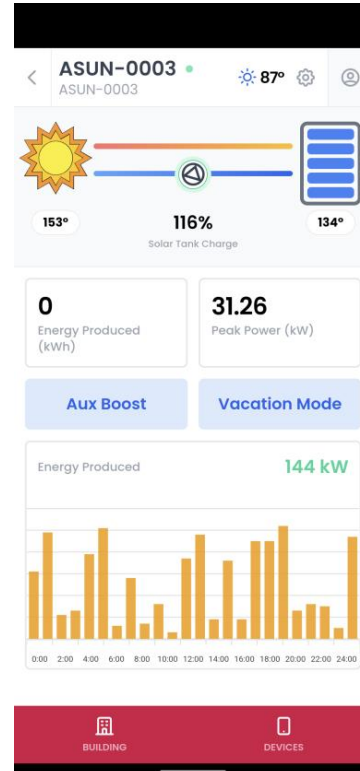 ASUN-0003
87°
ASUN-0003
153°
116%
134°
Solar Tank Charge
0
Energy Produced
(kWh)
31.26
Peak Power (kW)
Aux Boost
Vacation Mode
Energy Produced
144 kW
0:00 2:00 4:00 6:00 8:00 10:00 12:00 14:00 16:00 18:00 20:00 22:00 24:00
BUILDING
DEVICES